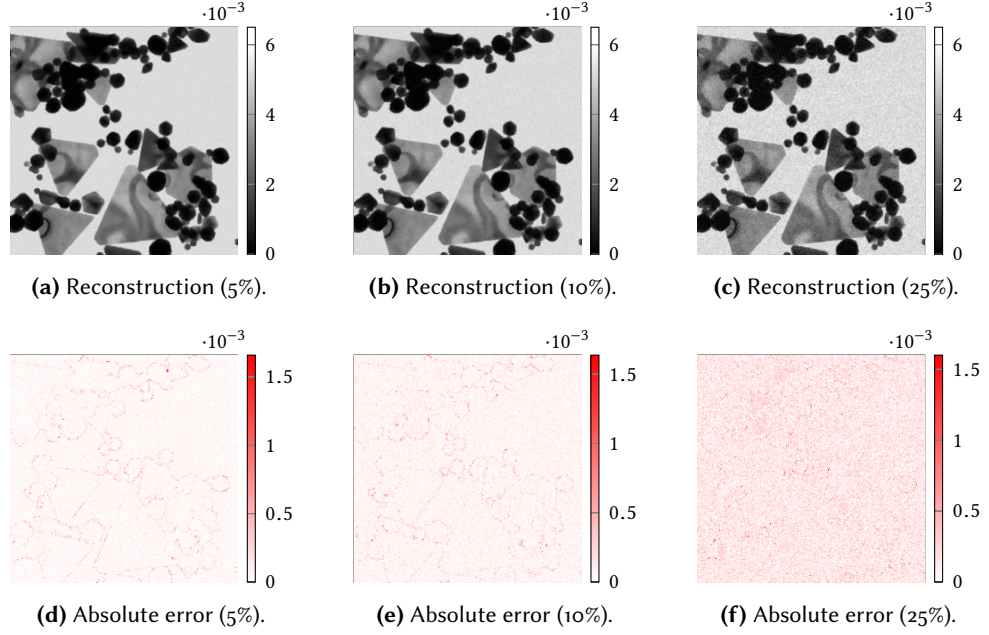 ·10⁻³ ·10⁻³ ·10⁻³
6 6 6
4 4 4
2 2 2
0 0 0
(a) Reconstruction (5%). (b) Reconstruction (10%). (c) Reconstruction (25%).
·10⁻³ ·10⁻³ ·10⁻³
1.5 1.5 1.5
1 1 1
0.5 0.5 0.5
0 0 0
(d) Absolute error (5%). (e) Absolute error (10%). (f) Absolute error (25%).